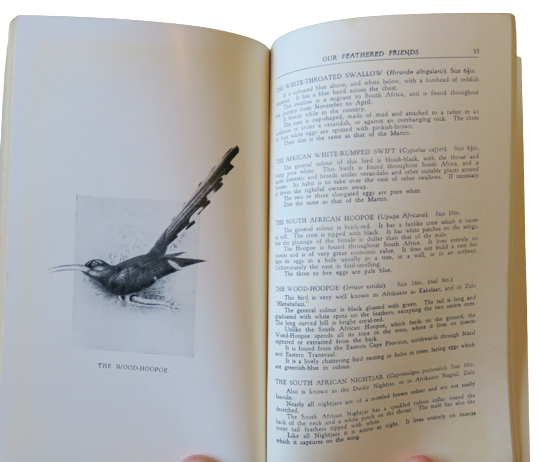 THE WOOD-HOOPOE.
OUR FEATHERED FRIENDS 55
THE WHITE-THROATED SWALLOW (Hirundo albigularis). Size 6½in.
It is coloured blue above, and white below, with a forehead of reddish
It has a blue band across the chest.
This swallow is a migrant to South Africa, and is found throughout
the country from November to April.
It breeds while in the country.
The nest is cup-shaped, made of mud and attached to a rafter in an
outhouse or under a verandah, or against an overhanging rock. The three
or four white eggs are spotted with pinkish-brown.
Their diet is the same as that of the Martin.
THE AFRICAN WHITE-RUMPED SWIFT (Cypselus caffer). Size 6½in.
The general colour of this bird is bluish-black, with the throat and
rump pure white. This Swift is found throughout South Africa, and is
most domestic and breeds under verandahs and other suitable places around
houses. Its habit is to take over the nest of other swallows. If necessary
it drives the rightful owners away.
The two or three elongated eggs are pure white.
Diet the same as that of the Martin.
THE SOUTH AFRICAN HOOPOE (Upupa Africana). Size 10in.
The general colour is brick-red. It has a fanlike crest which it raises
at will. The crest is tipped with black. It has white patches on the wings,
but the plumage of the female is duller than that of the male.
The Hoopoe is found throughout South Africa. It lives entirely on
insects and is of very great economic value. It does not build a nest but
lays its eggs in a hole usually in a tree, in a wall, or in an antheap.
Unfortunately the nest is foul-smelling.
The three to five eggs are pale blue.
THE WOOD-HOOPOE. Size 18in. (tail 9in.)
This bird is very well known in Afrikaans as Kakelaar, and in Zulu
"Hlebabafazi."
The general colour is black glossed with green. The tail is long and
graduated with white spots on the feathers, excepting the two centre ones.
The long curved bill is bright coral-red.
Unlike the South African Hoopoe, which feeds on the ground, the
Wood-Hoopoe spends all its time in the trees, where it lives on insects
captured or extracted from the bark.
It is found from the Eastern Cape Province, northwards through Natal
and Eastern Transvaal.
It is a lively chattering bird nesting in holes in trees, laying eggs which
are greenish-blue in colour.
THE SOUTH AFRICAN NIGHTJAR (Caprimulgus pectoralis). Size 10in.
Also is known as the Dusky Nightjar, or in Afrikaans Naguil. Zulu
Nearly all nightjars are of a mottled brown colour and are not easily
described.
The South African Nightjar has a speckled rufous collar round the
back of the neck and a white patch on the throat. The male has also the
outer tail feathers tipped with white.
Like all Nightjars it is active at night. It lives entirely on insects
which it captures on the wing.